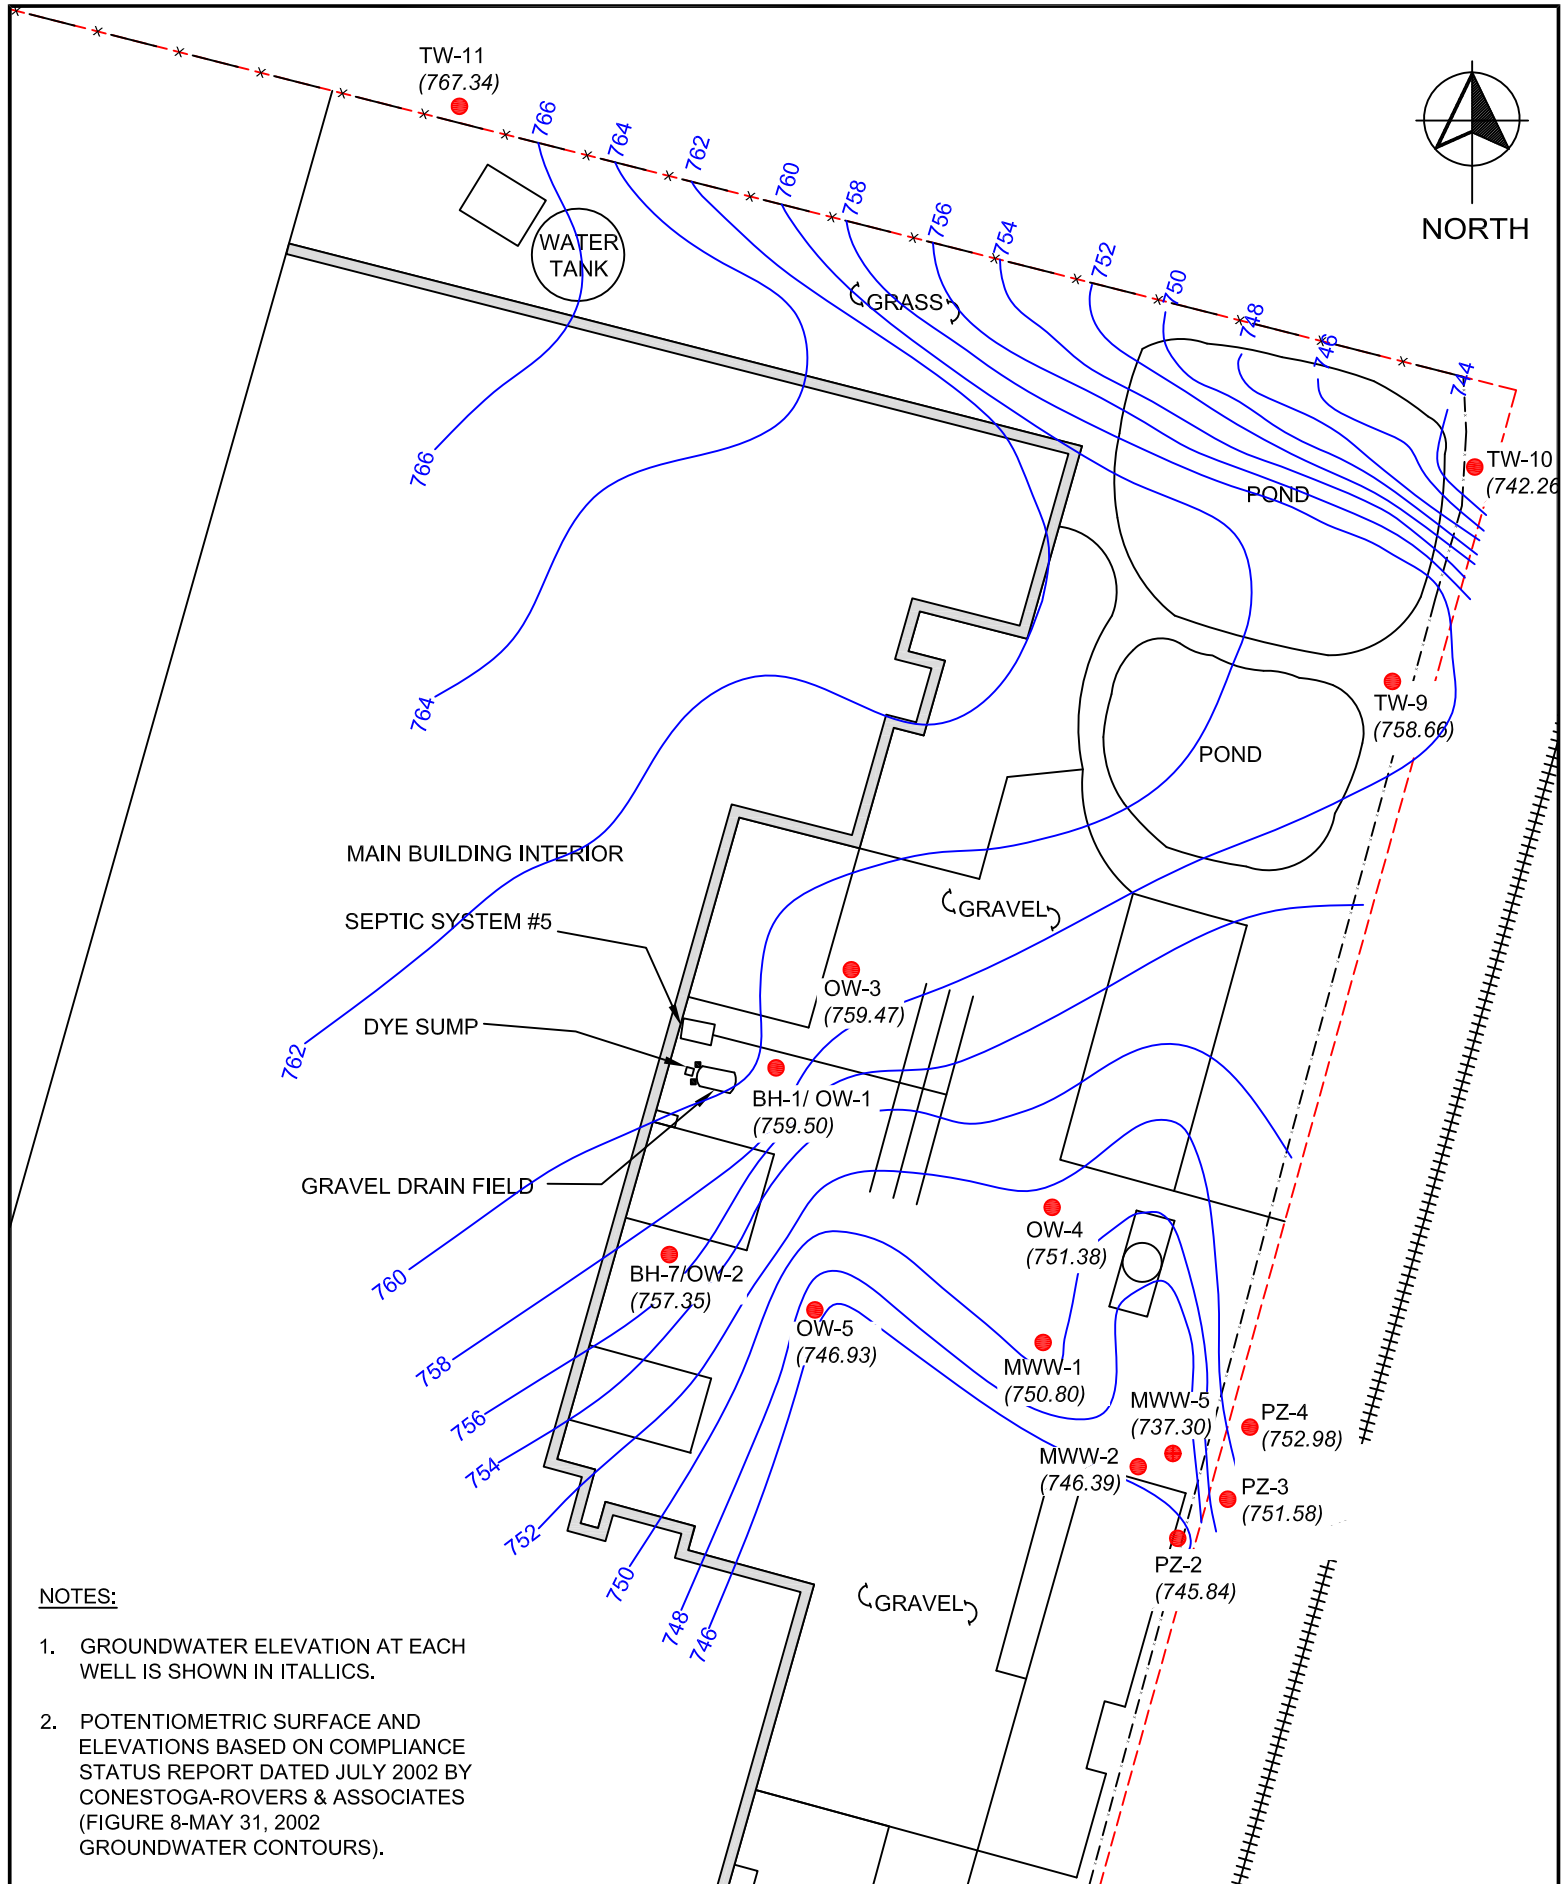 TW-11
(767.34)
766
764
762
760
758
756
754
752
750
748
746
744
NORTH
WATER
TANK
GRASS
TW-10
(742.26
POND
766
764
TW-9
(758.66)
POND
MAIN BUILDING INTERIOR
SEPTIC SYSTEM #5
GRAVEL
OW-3
(759.47)
DYE SUMP
762
BH-1/ OW-1
(759.50)
GRAVEL DRAIN FIELD
OW-4
(751.38)
760
BH-7/OW-2
(757.35)
OW-5
(746.93)
758
MWW-1
(750.80)
MWW-5
(737.30)
PZ-4
(752.98)
756
MWW-2
(746.39)
754
PZ-3
(751.58)
752
PZ-2
(745.84)
750
748
746
GRAVEL
NOTES:
1. GROUNDWATER ELEVATION AT EACH
WELL IS SHOWN IN ITALLICS.
2. POTENTIOMETRIC SURFACE AND
ELEVATIONS BASED ON COMPLIANCE
STATUS REPORT DATED JULY 2002 BY
CONESTOGA-ROVERS & ASSOCIATES
(FIGURE 8-MAY 31, 2002
GROUNDWATER CONTOURS).